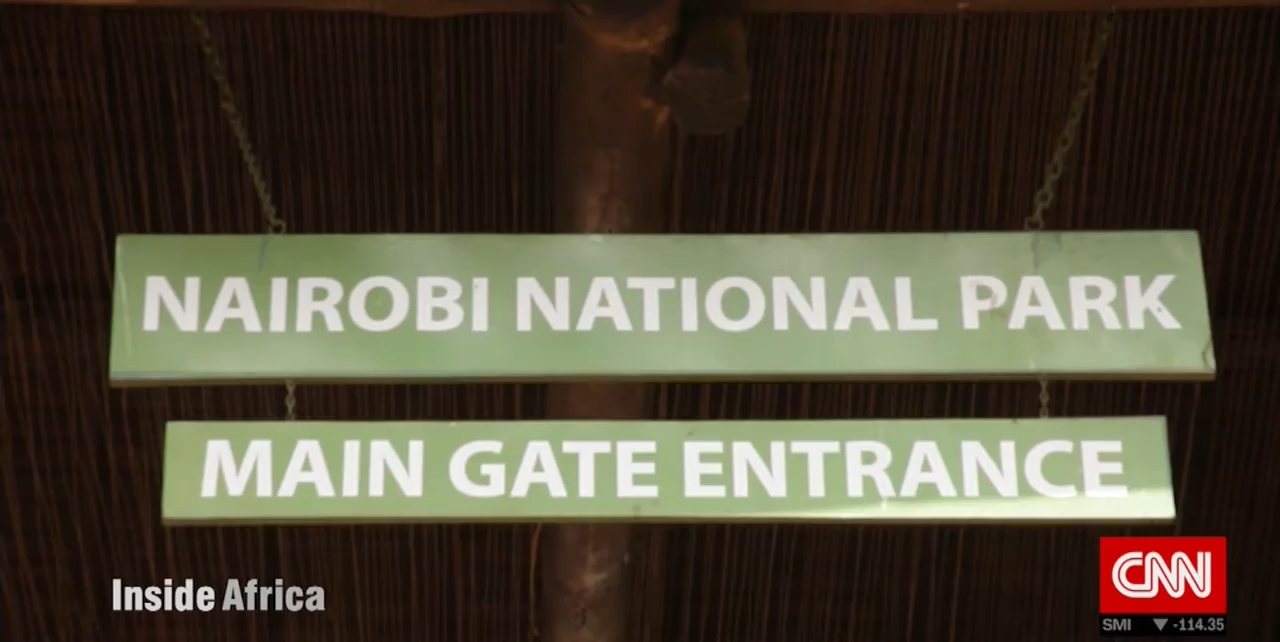 NAIROBI NATIONAL PARK
MAIN GATE ENTRANCE
Inside Africa
CNN
SMI ▼ -114.35